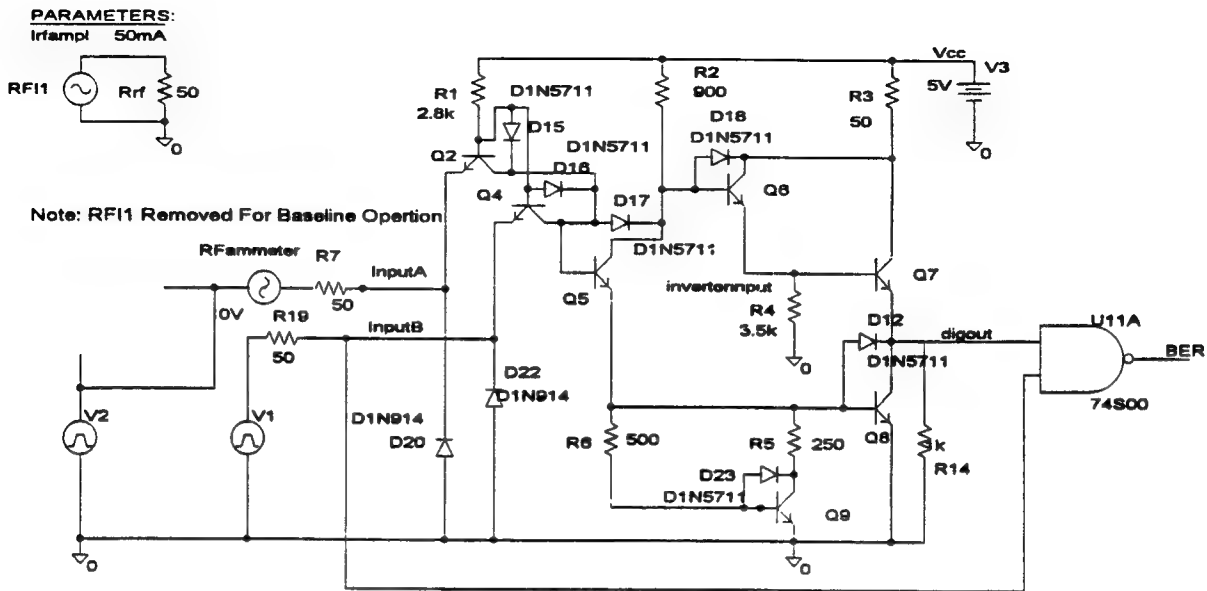 PARAMETERS:
Irfampl 50mA
RFI1
Rrf
50
0
Vcc
V3
5V
0
R1
2.8k
D1N5711
D15
R2
900
D18
D1N5711
R3
50
Q2
D1N5711
D16
Q4
D17
D1N5711
Q6
Note: RFI1 Removed For Baseline Opertion
RFammeter
R7
InputA
0V
50
R19
50
InputB
Q5
invertorinput
R4
3.5k
0
Q7
D12
D1N5711
digout
U11A
BER
74S00
V2
V1
D1N914
D20
D22
D1N914
R6
500
R5
250
Q8
1k
R14
D23
D1N5711
Q9
0
0